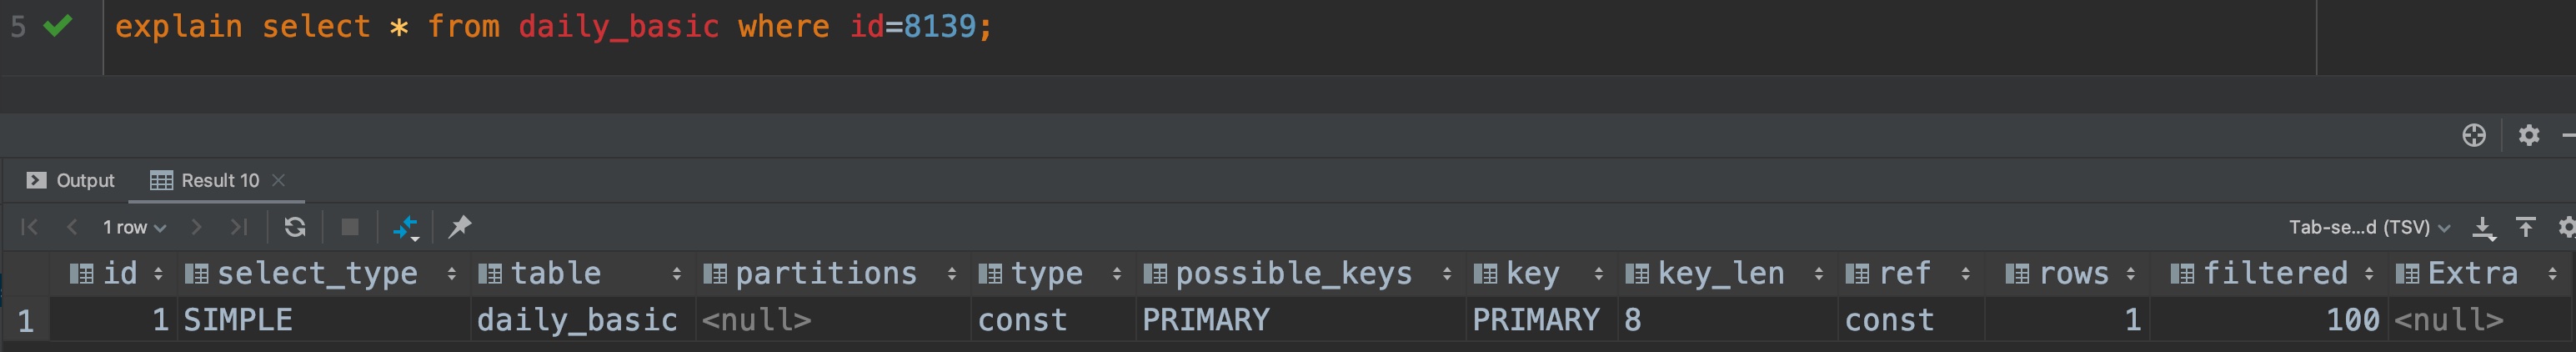 5 explain select * from daily_basic where id=8139;
Output Result 10
1 row Tab-se...d (TSV)
id select_type table partitions type possible_keys key key_len ref rows filtered Extra
1 1 SIMPLE daily_basic <null> const PRIMARY PRIMARY 8 const 1 100 <null>